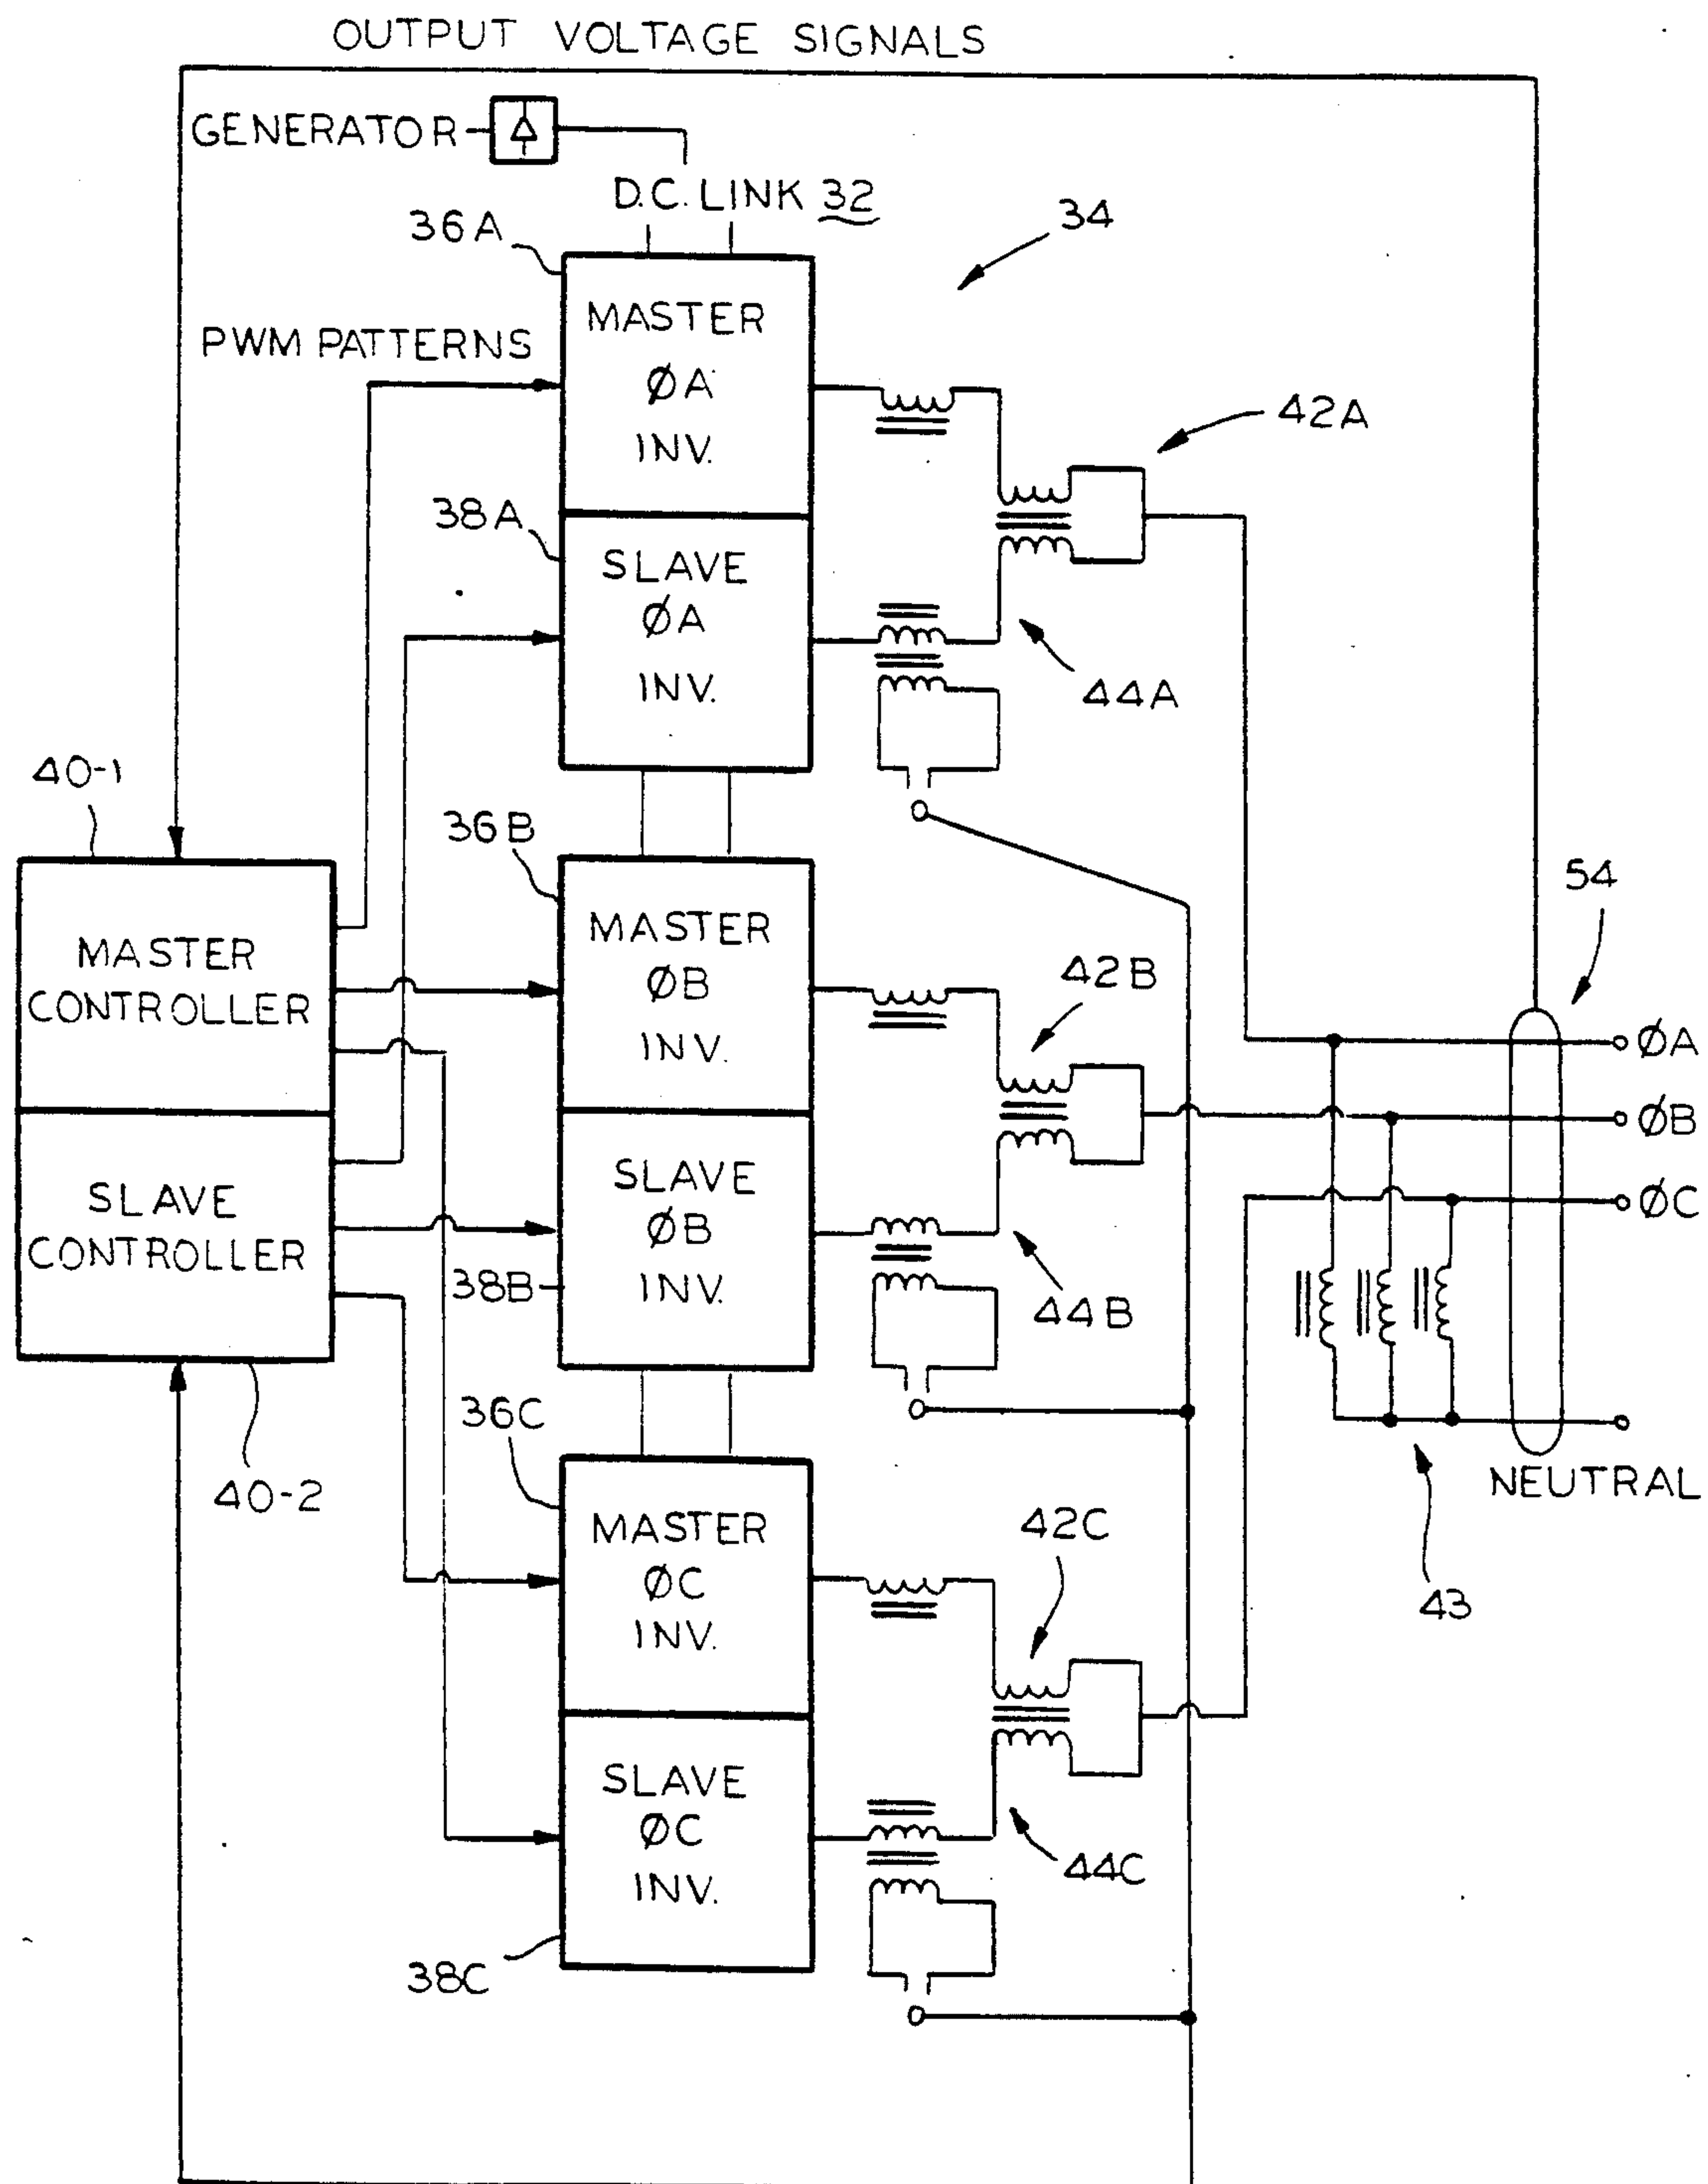 OUTPUT VOLTAGE SIGNALS
GENERATOR
D.C. LINK 32
36A
34
MASTER
ØA
INV.
PWM PATTERNS
42A
38A
SLAVE
ØA
INV.
44A
40-1
36B
54
MASTER
CONTROLLER
MASTER
ØB
INV.
42B
ØA
ØB
ØC
SLAVE
CONTROLLER
SLAVE
ØB
INV.
38B
44B
40-2
36C
NEUTRAL
MASTER
ØC
INV.
42C
43
SLAVE
ØC
INV.
44C
38C